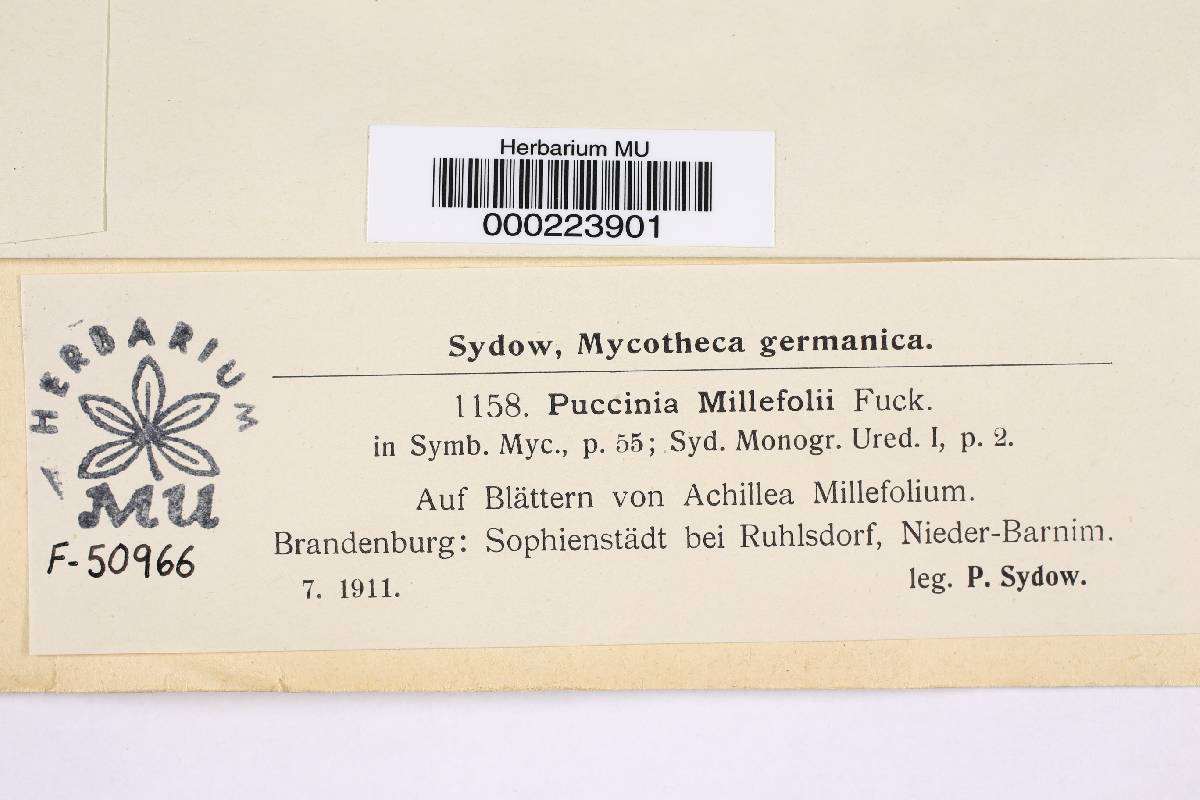 Herbarium MU
000223901
HERBARIUM
MU
F-50966
Sydow, Mycotheca germanica.
1158. Puccinia Millefolii Fuck.
in Symb. Myc., p. 55; Syd. Monogr. Ured. I, p. 2.
Auf Blättern von Achillea Millefolium.
Brandenburg: Sophienstädt bei Ruhlsdorf, Nieder-Barnim.
7. 1911.
leg. P. Sydow.